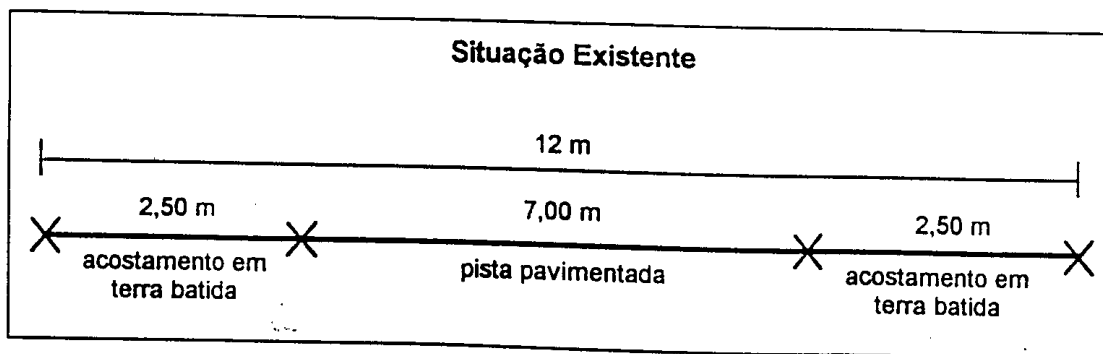 Situação Existente
12 m
2,50 m
7,00 m
2,50 m
acostamento em
terra batida
pista pavimentada
acostamento em
terra batida